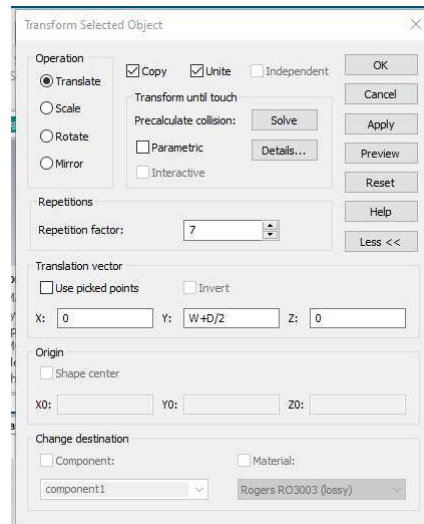 Transform Selected Object
Operation
Translate
Scale
Rotate
Mirror
Copy Unite Independent
Transform until touch
Precalculate collision: Solve
Parametric Details...
Interactive
OK
Cancel
Apply
Preview
Reset
Help
Less <<
Repetitions
Repetition factor: 7
Translation vector
Use picked points Invert
X: 0 Y: W+D/2 Z: 0
Origin
Shape center
X0: Y0: Z0:
Change destination
Component: Material:
component1 Rogers RO3003 (lossy)